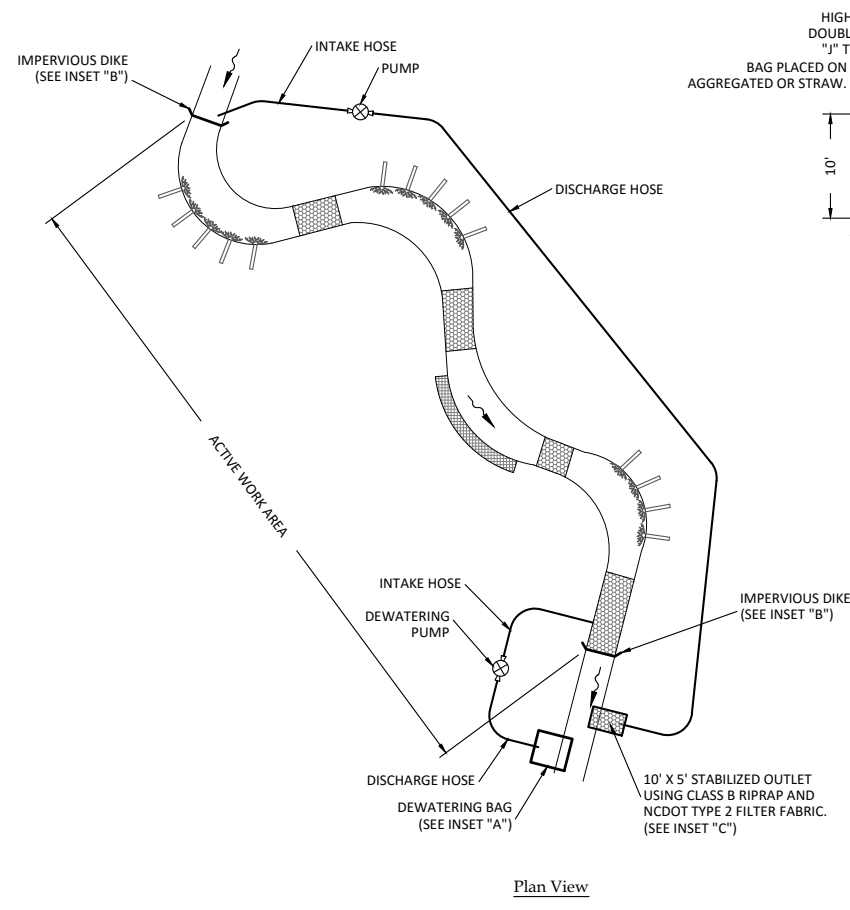 HIGH
DOUBL
"J" T
BAG PLACED ON
AGGREGATED OR STRAW.
10'
IMPERVIOUS DIKE
(SEE INSET "B")
INTAKE HOSE
PUMP
DISCHARGE HOSE
ACTIVE WORK AREA
INTAKE HOSE
DEWATERING
PUMP
IMPERVIOUS DIKE
(SEE INSET "B")
DISCHARGE HOSE
DEWATERING BAG
(SEE INSET "A")
10' X 5' STABILIZED OUTLET
USING CLASS B RIPRAP AND
NCDOT TYPE 2 FILTER FABRIC.
(SEE INSET "C")
Plan View